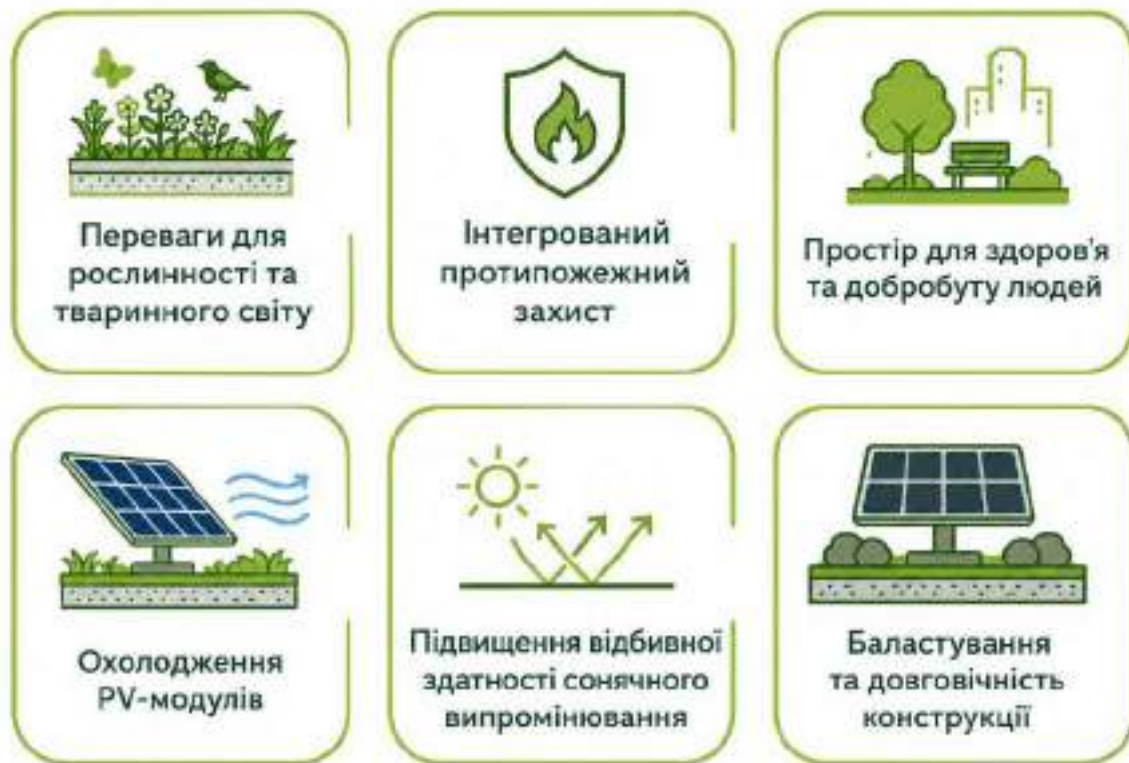 Переваги для
рослинності та
тваринного світу
Інтегрований
протипожежний
захист
Простір для здоров'я
та добробуту людей
Охолодження
PV-модулів
Підвищення відбивної
здатності сонячного
випромінювання
Баластування
та довговічність
конструкції